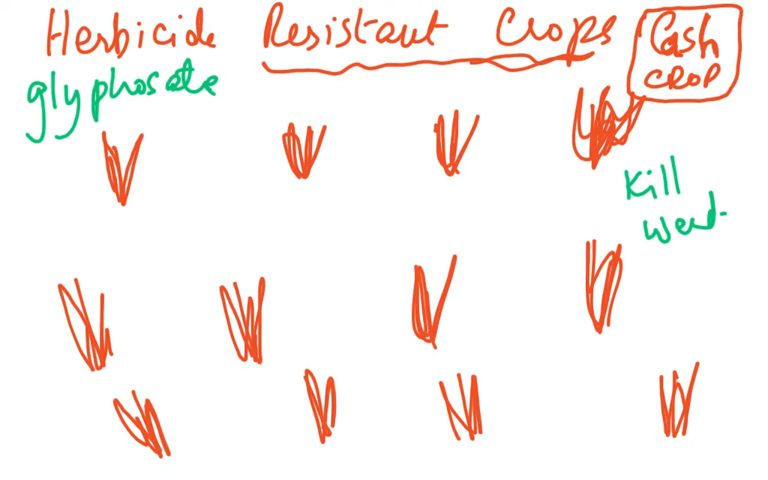 Herbicide Resistant Crops
Cash
CROP
glyphosate
Kill
weed.